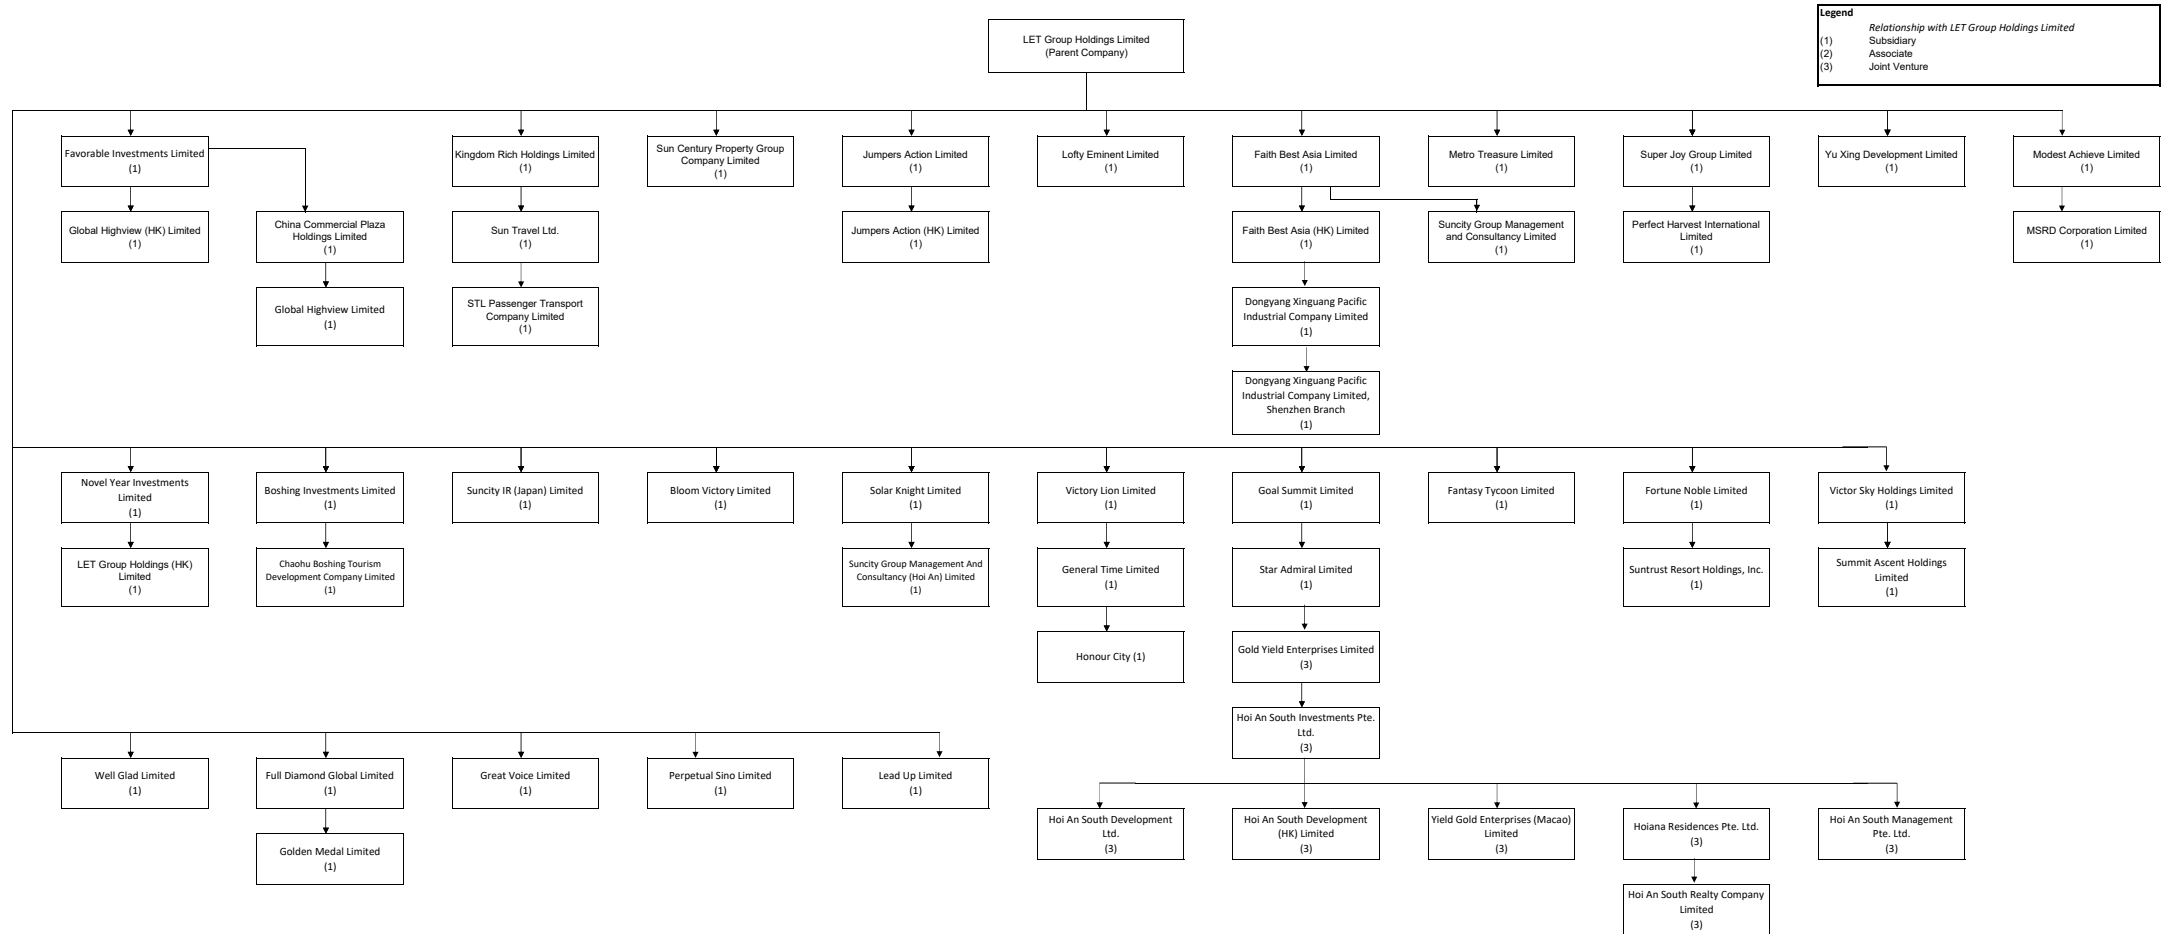 LET Group Holdings Limited
(Parent Company)
Legend
Relationship with LET Group Holdings Limited
(1) Subsidiary
(2) Associate
(3) Joint Venture
Favorable Investments Limited
(1)
Kingdom Rich Holdings Limited
(1)
Sun Century Property Group
Company Limited
(1)
Jumpers Action Limited
(1)
Lofty Eminent Limited
(1)
Faith Best Asia Limited
(1)
Metro Treasure Limited
(1)
Super Joy Group Limited
(1)
Yu Xing Development Limited
(1)
Modest Achieve Limited
(1)
Global Highview (HK) Limited
(1)
China Commercial Plaza
Holdings Limited
(1)
Sun Travel Ltd.
(1)
Jumpers Action (HK) Limited
(1)
Faith Best Asia (HK) Limited
(1)
Suncity Group Management
and Consultancy Limited
(1)
Perfect Harvest International
Limited
(1)
MSRD Corporation Limited
(1)
Global Highview Limited
(1)
STL Passenger Transport
Company Limited
(1)
Dongyang Xinguang Pacific
Industrial Company Limited
(1)
Dongyang Xinguang Pacific
Industrial Company Limited,
Shenzhen Branch
(1)
Novel Year Investments
Limited
(1)
Boshing Investments Limited
(1)
Suncity IR (Japan) Limited
(1)
Bloom Victory Limited
(1)
Solar Knight Limited
(1)
Victory Lion Limited
(1)
Goal Summit Limited
(1)
Fantasy Tycoon Limited
(1)
Fortune Noble Limited
(1)
Victor Sky Holdings Limited
(1)
LET Group Holdings (HK)
Limited
(1)
Chaohu Boshing Tourism
Development Company Limited
(1)
Suncity Group Management And
Consultancy (Hoi An) Limited
(1)
General Time Limited
(1)
Star Admiral Limited
(1)
Suntrust Resort Holdings, Inc.
(1)
Summit Ascent Holdings
Limited
(1)
Honour City (1)
Gold Yield Enterprises Limited
(3)
Hoi An South Investments Pte.
Ltd.
(3)
Well Glad Limited
(1)
Full Diamond Global Limited
(1)
Great Voice Limited
(1)
Perpetual Sino Limited
(1)
Lead Up Limited
(1)
Hoi An South Development
Ltd.
(3)
Hoi An South Development
(HK) Limited
(3)
Yield Gold Enterprises (Macao)
Limited
(3)
Hoiana Residences Pte. Ltd.
(3)
Hoi An South Management
Pte. Ltd.
(3)
Golden Medal Limited
(1)
Hoi An South Realty Company
Limited
(3)